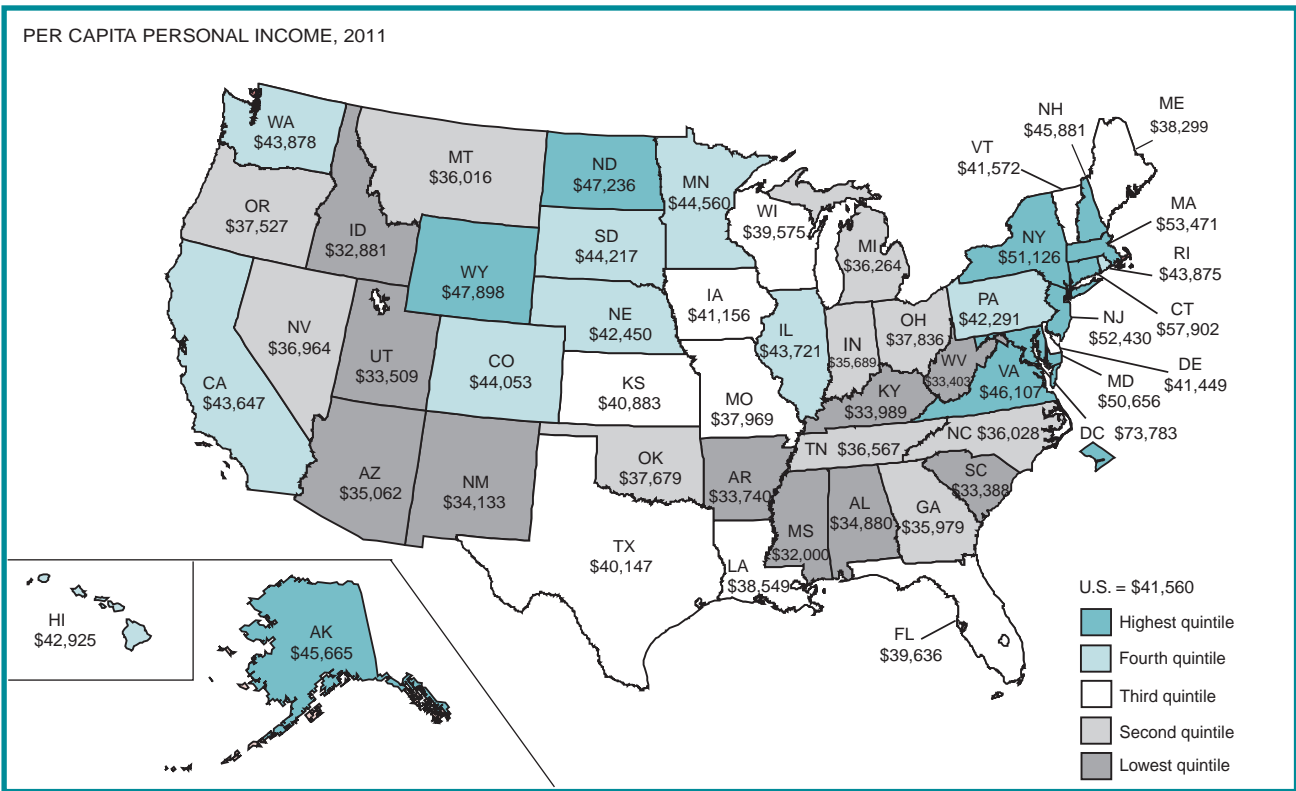 PER CAPITA PERSONAL INCOME, 2011
WA
$43,878
OR
$37,527
CA
$43,647
NV
$36,964
ID
$32,881
MT
$36,016
WY
$47,898
UT
$33,509
AZ
$35,062
CO
$44,053
NM
$34,133
ND
$47,236
SD
$44,217
NE
$42,450
KS
$40,883
OK
$37,679
TX
$40,147
MN
$44,560
IA
$41,156
MO
$37,969
AR
$33,740
LA
$38,549
WI
$39,575
IL
$43,721
MI
$36,264
IN
$35,689
OH
$37,836
KY
$33,989
TN $36,567
MS
$32,000
AL
$34,880
GA
$35,979
FL
$39,636
SC
$33,388
NC $36,028
WV
$33,403
VA
$46,107
PA
$42,291
NY
$51,126
VT
$41,572
NH
$45,881
ME
$38,299
MA
$53,471
RI
$43,875
CT
$57,902
NJ
$52,430
DE
$41,449
MD
$50,656
DC $73,783
HI
$42,925
AK
$45,665
U.S. = $41,560
Highest quintile
Fourth quintile
Third quintile
Second quintile
Lowest quintile